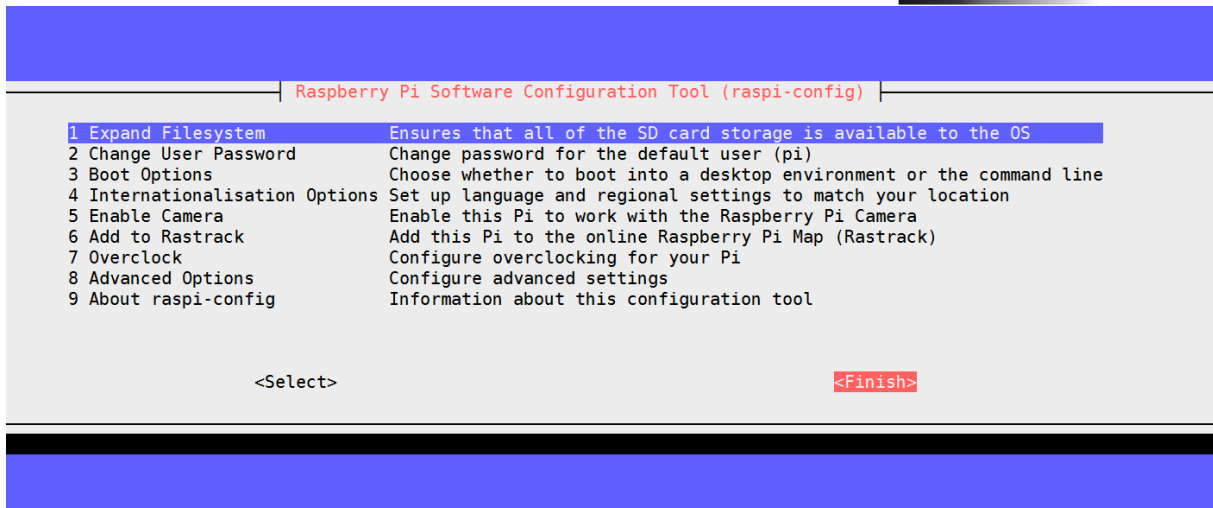 Raspberry Pi Software Configuration Tool (raspi-config)
1 Expand Filesystem Ensures that all of the SD card storage is available to the OS
2 Change User Password Change password for the default user (pi)
3 Boot Options Choose whether to boot into a desktop environment or the command line
4 Internationalisation Options Set up language and regional settings to match your location
5 Enable Camera Enable this Pi to work with the Raspberry Pi Camera
6 Add to Rastrack Add this Pi to the online Raspberry Pi Map (Rastrack)
7 Overclock Configure overclocking for your Pi
8 Advanced Options Configure advanced settings
9 About raspi-config Information about this configuration tool
<Select> <Finish>